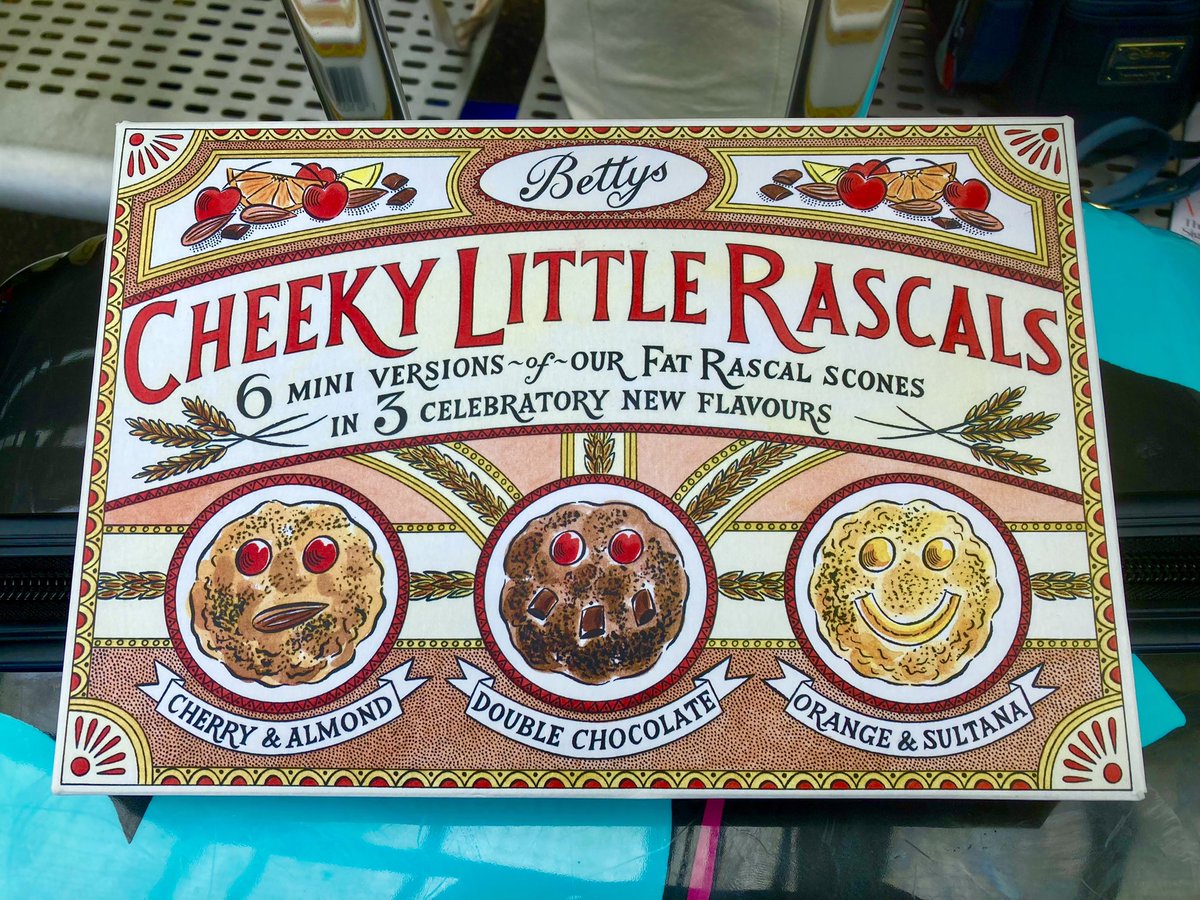 Bettys
CHEEKY LITTLE RASCALS
6 MINI VERSIONS ~of~ OUR FAT RASCAL SCONES
IN 3 CELEBRATORY NEW FLAVOURS
CHERRY & ALMOND
DOUBLE CHOCOLATE
ORANGE & SULTANA
Disney